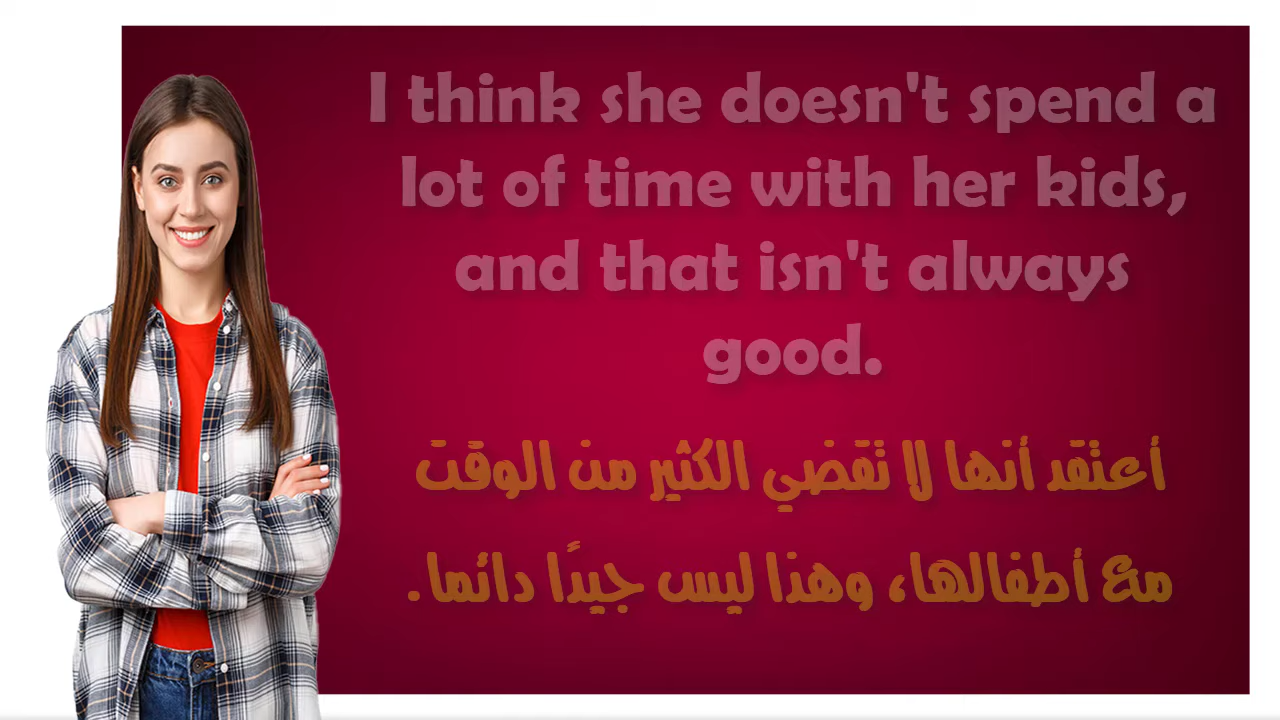 I think she doesn't spend a
lot of time with her kids,
and that isn't always
good.
أعتقد أنها لا تقضي الكثير من الوقت
مع أطفالها، وهذا ليس جيدًا دائما.